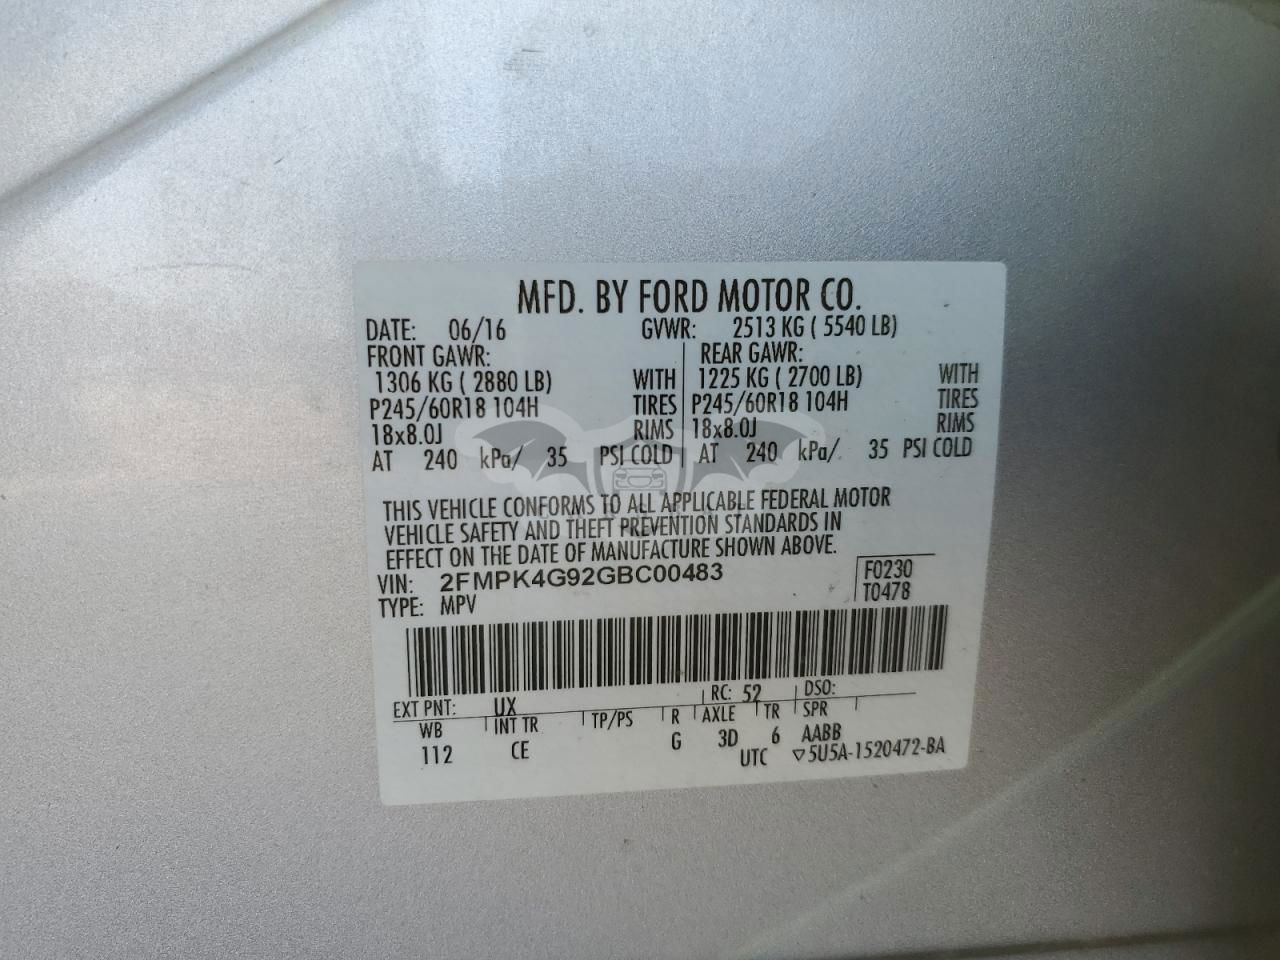 MFD. BY FORD MOTOR CO.
DATE: 06/16 GVWR: 2513 KG ( 5540 LB)
FRONT GAWR: REAR GAWR:
1306 KG ( 2880 LB) WITH 1225 KG ( 2700 LB) WITH
P245/60R18 104H TIRES P245/60R18 104H TIRES
18x8.0J RIMS 18x8.0J RIMS
AT 240 kPa/ 35 PSI COLD AT 240 kPa/ 35 PSI COLD
THIS VEHICLE CONFORMS TO ALL APPLICABLE FEDERAL MOTOR
VEHICLE SAFETY AND THEFT PREVENTION STANDARDS IN
EFFECT ON THE DATE OF MANUFACTURE SHOWN ABOVE.
VIN: 2FMPK4G92GBC00483 F0230
TYPE: MPV T0478
EXT PNT: UX RC: 52 DSO:
WB INT TR TP/PS R AXLE TR SPR
112 CE G 3D 6 AABB
UTC ▽5U5A-1520472-BA